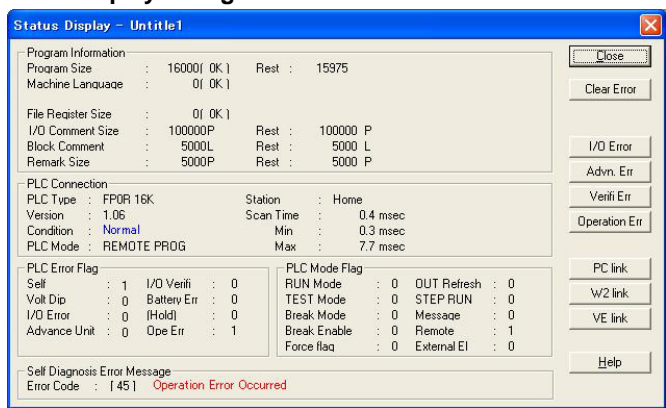 Status Display – Untitle1
Program Information
Program Size : 16000( 0K ) Rest : 15975
Machine Language : 0( 0K )
File Register Size : 0( 0K )
I/O Comment Size : 100000P Rest : 100000 P
Block Comment : 5000L Rest : 5000 L
Remark Size : 5000P Rest : 5000 P
PLC Connection
PLC Type : FP0R 16K Station : Home
Version : 1.06 Scan Time : 0.4 msec
Condition : Normal Min : 0.3 msec
PLC Mode : REMOTE PROG Max : 7.7 msec
PLC Error Flag
Self : 1 I/O Verifi : 0
Volt Dip : 0 Battery Err : 0
I/O Error : 0 (Hold) : 0
Advance Unit : 0 Ope Err : 1
PLC Mode Flag
RUN Mode : 0 OUT Refresh : 0
TEST Mode : 0 STEP RUN : 0
Break Mode : 0 Message : 0
Break Enable : 0 Remote : 1
Force flag : 0 External EI : 0
Self Diagnosis Error Message
Error Code : [ 45 ] Operation Error Occurred
Close
Clear Error
I/O Error
Advn. Err
Verifi Err
Operation Err
PC link
W2 link
VE link
Help